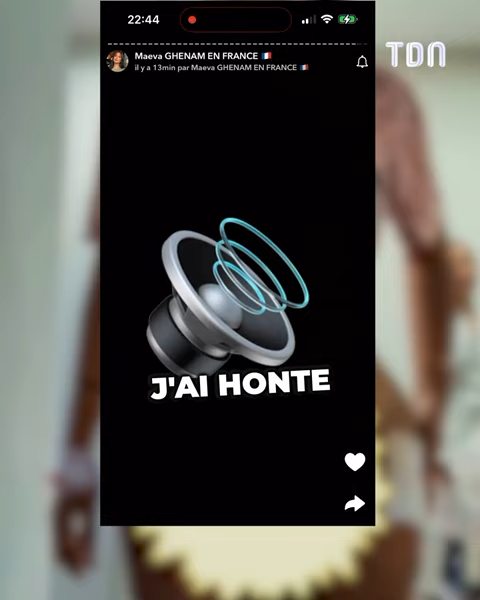 22:44
Maeva GHENAM EN FRANCE 🇫🇷
il y a 13min par Maeva GHENAM EN FRANCE 🇫🇷
TDN
J'AI HONTE